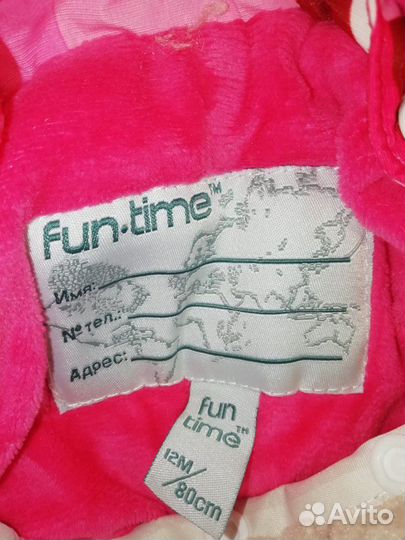 fun·time™
Имя:
№ тел.:
Адрес:
fun
time™
12M/
80cm
Avito